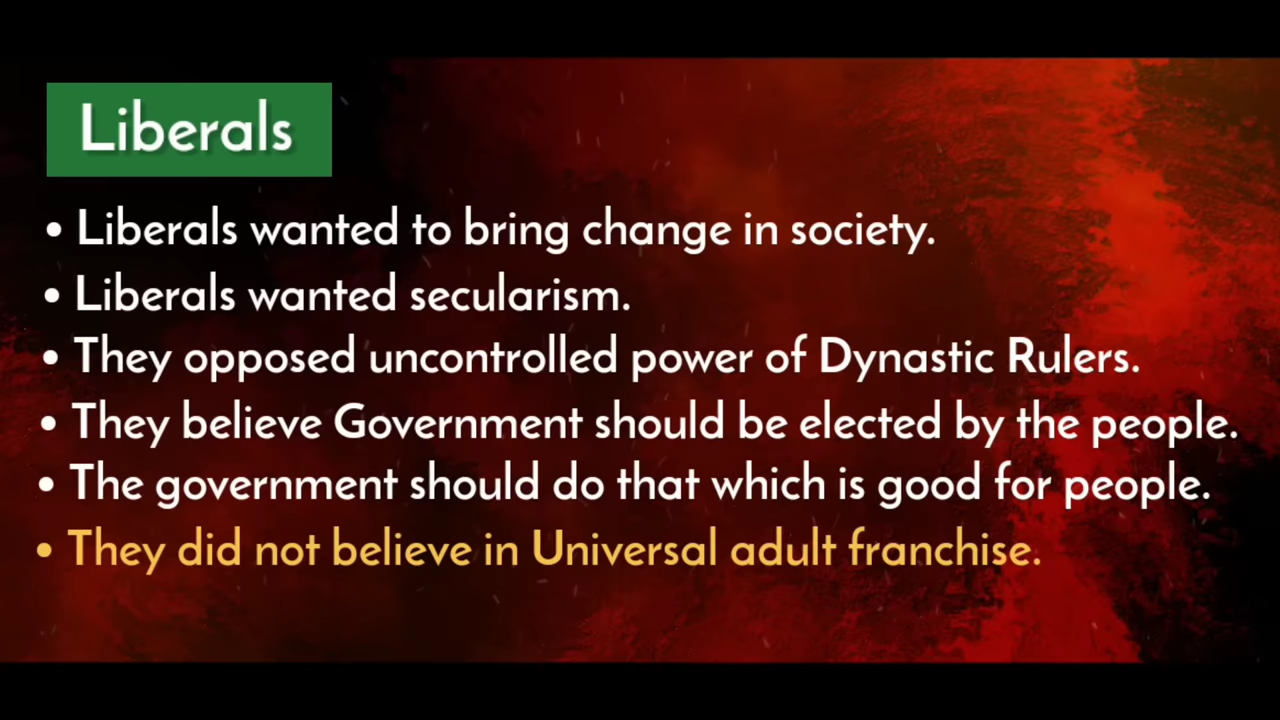 Liberals
• Liberals wanted to bring change in society.
• Liberals wanted secularism.
• They opposed uncontrolled power of Dynastic Rulers.
• They believe Government should be elected by the people.
• The government should do that which is good for people.
• They did not believe in Universal adult franchise.